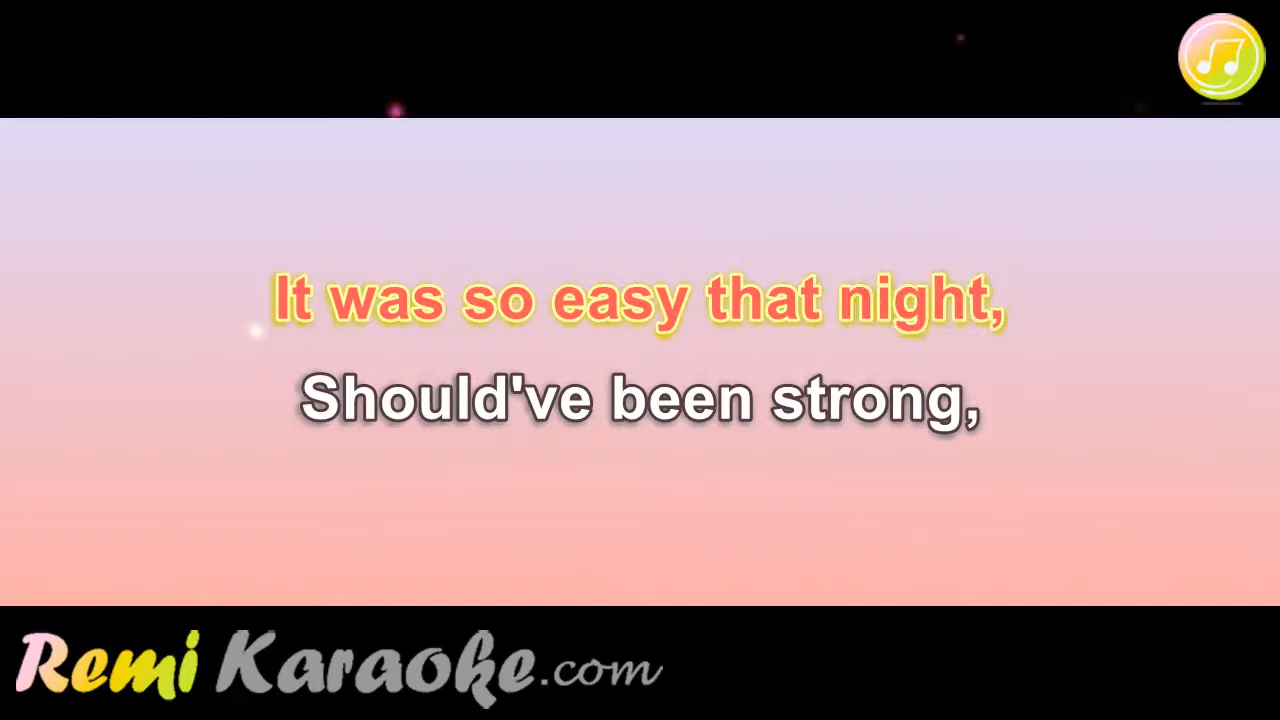 It was so easy that night,
Should've been strong,
Remi Karaoke.com